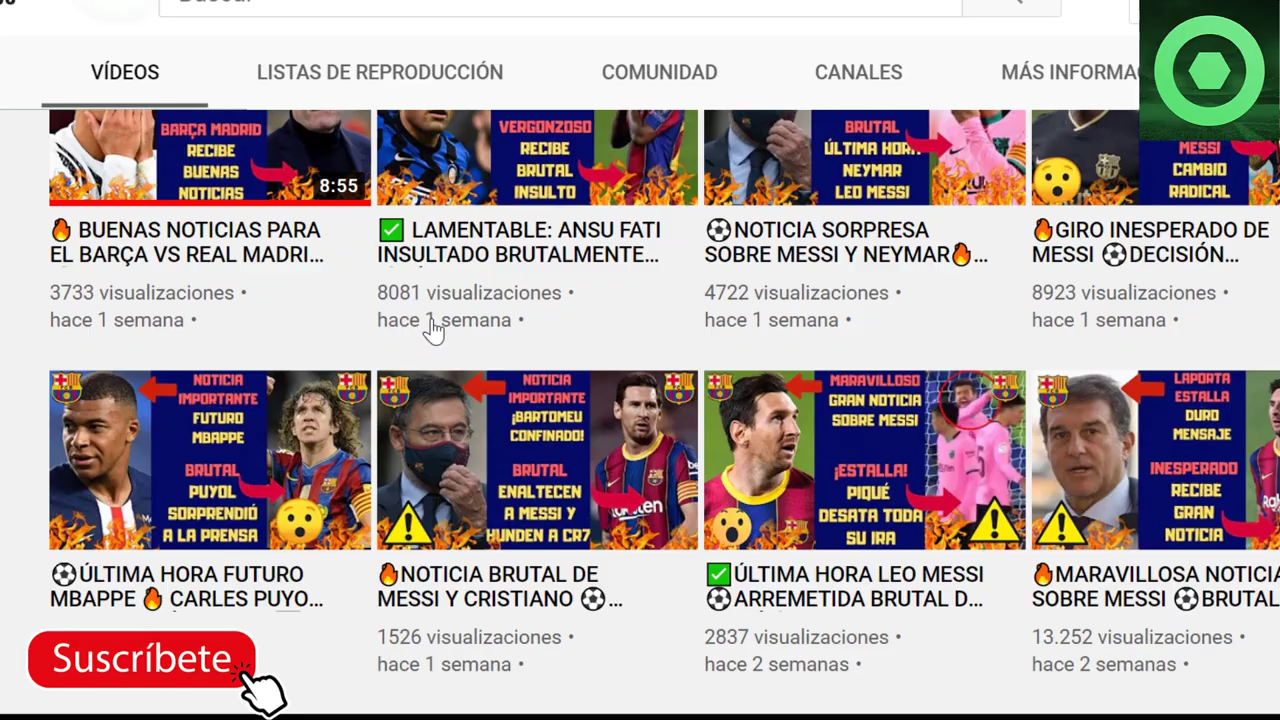 VÍDEOS
LISTAS DE REPRODUCCIÓN
COMUNIDAD
CANALES
MÁS INFORMA
BARÇA MADRID
RECIBE
BUENAS
NOTICIAS
8:55
VERGONZOSO
RECIBE
BRUTAL
INSULTO
BRUTAL
ÚLTIMA HORA
NEYMAR
LEO MESSI
MESSI
CAMBIO
RADICAL
🔥 BUENAS NOTICIAS PARA
EL BARÇA VS REAL MADRI...
3733 visualizaciones •
hace 1 semana •
✅ LAMENTABLE: ANSU FATI
INSULTADO BRUTALMENTE...
8081 visualizaciones •
hace 1 semana •
⚽NOTICIA SORPRESA
SOBRE MESSI Y NEYMAR🔥...
4722 visualizaciones •
hace 1 semana •
🔥GIRO INESPERADO DE
MESSI ⚽DECISIÓN...
8923 visualizaciones •
hace 1 semana •
NOTICIA
IMPORTANTE
FUTURO
MBAPPE
BRUTAL
PUYOL
SORPRENDIÓ
A LA PRENSA
NOTICIA
IMPORTANTE
¡BARTOMEU
CONFINADO!
BRUTAL
ENALTECEN
A MESSI Y
HUNDEN A CR7
MARAVILLOSO
GRAN NOTICIA
SOBRE MESSI
¡ESTALLA!
PIQUÉ
DESATA TODA
SU IRA
LAPORTA
ESTALLA
DURO
MENSAJE
INESPERADO
RECIBE
GRAN
NOTICIA
⚽ÚLTIMA HORA FUTURO
MBAPPE 🔥 CARLES PUYO...
🔥NOTICIA BRUTAL DE
MESSI Y CRISTIANO ⚽...
1526 visualizaciones •
hace 1 semana •
✅ÚLTIMA HORA LEO MESSI
⚽ARREMETIDA BRUTAL D...
2837 visualizaciones •
hace 2 semanas •
🔥MARAVILLOSA NOTICIA
SOBRE MESSI ⚽BRUTAL
13.252 visualizaciones •
hace 2 semanas •
Suscríbete